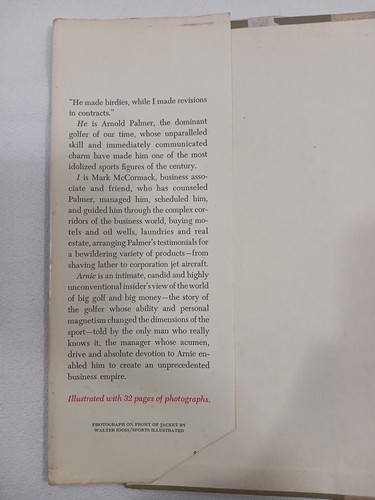 "He made birdies, while I made revisions
in contracts."
He is Arnold Palmer, the dominant
golfer of our time, whose unparalleled
skill and immediately communicated
charm have made him one of the most
idolized sports figures of the century.
I is Mark McCormack, business asso-
ciate and friend, who has counseled
Palmer, managed him, scheduled him,
and guided him through the complex cor-
ridors of the business world, buying mo-
tels and oil wells, laundries and real
estate, arranging Palmer's testimonials for
a bewildering variety of products—from
shaving lather to corporation jet aircraft.
Arnie is an intimate, candid and highly
unconventional insider's view of the world
of big golf and big money—the story of
the golfer whose ability and personal
magnetism changed the dimensions of the
sport—told by the only man who really
knows it, the manager whose acumen,
drive and absolute devotion to Arnie en-
abled him to create an unprecedented
business empire.
Illustrated with 32 pages of photographs.
PHOTOGRAPH ON FRONT OF JACKET BY
WALTER IOOSS/SPORTS ILLUSTRATED